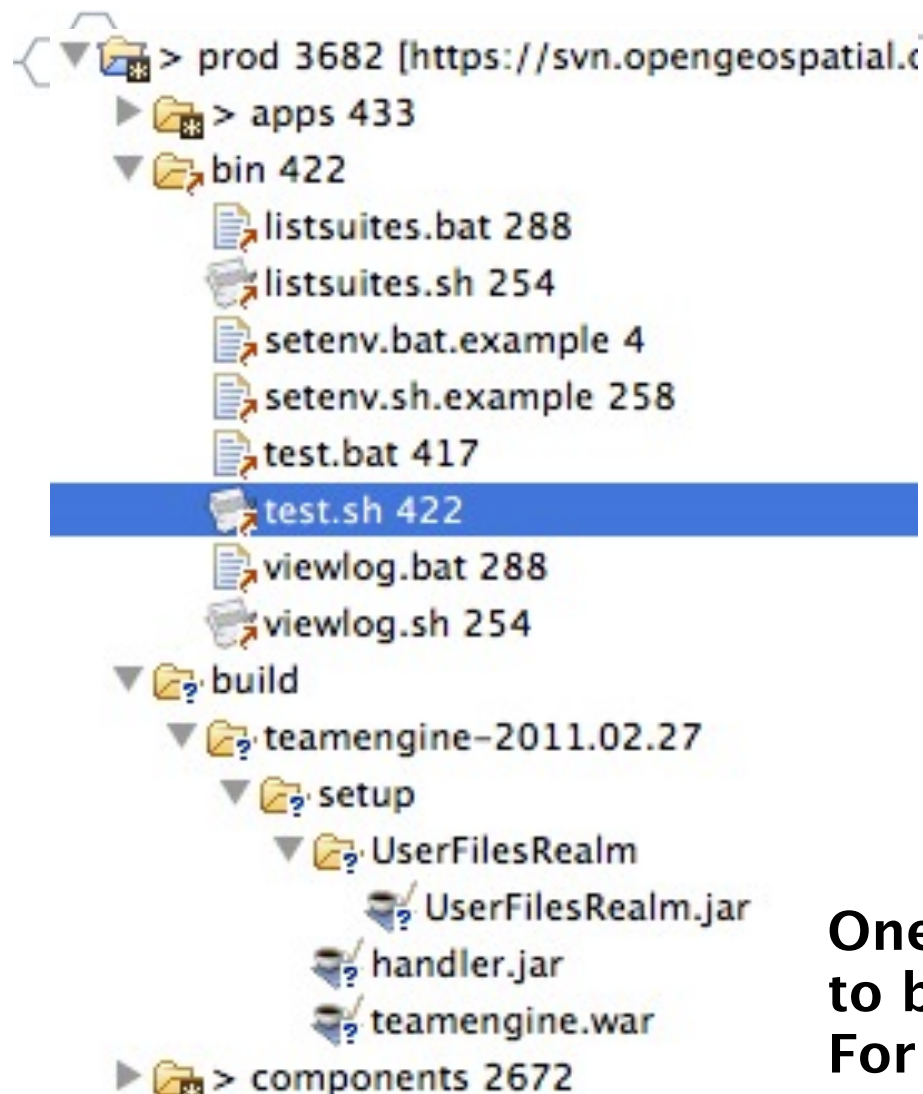 > prod 3682 [https://svn.opengeospatial.
> apps 433
bin 422
listsuites.bat 288
listsuites.sh 254
setenv.bat.example 4
setenv.sh.example 258
test.bat 417
test.sh 422
viewlog.bat 288
viewlog.sh 254
build
teamengine-2011.02.27
setup
UserFilesRealm
UserFilesRealm.jar
handler.jar
teamengine.war
> components 2672
One
to b
For